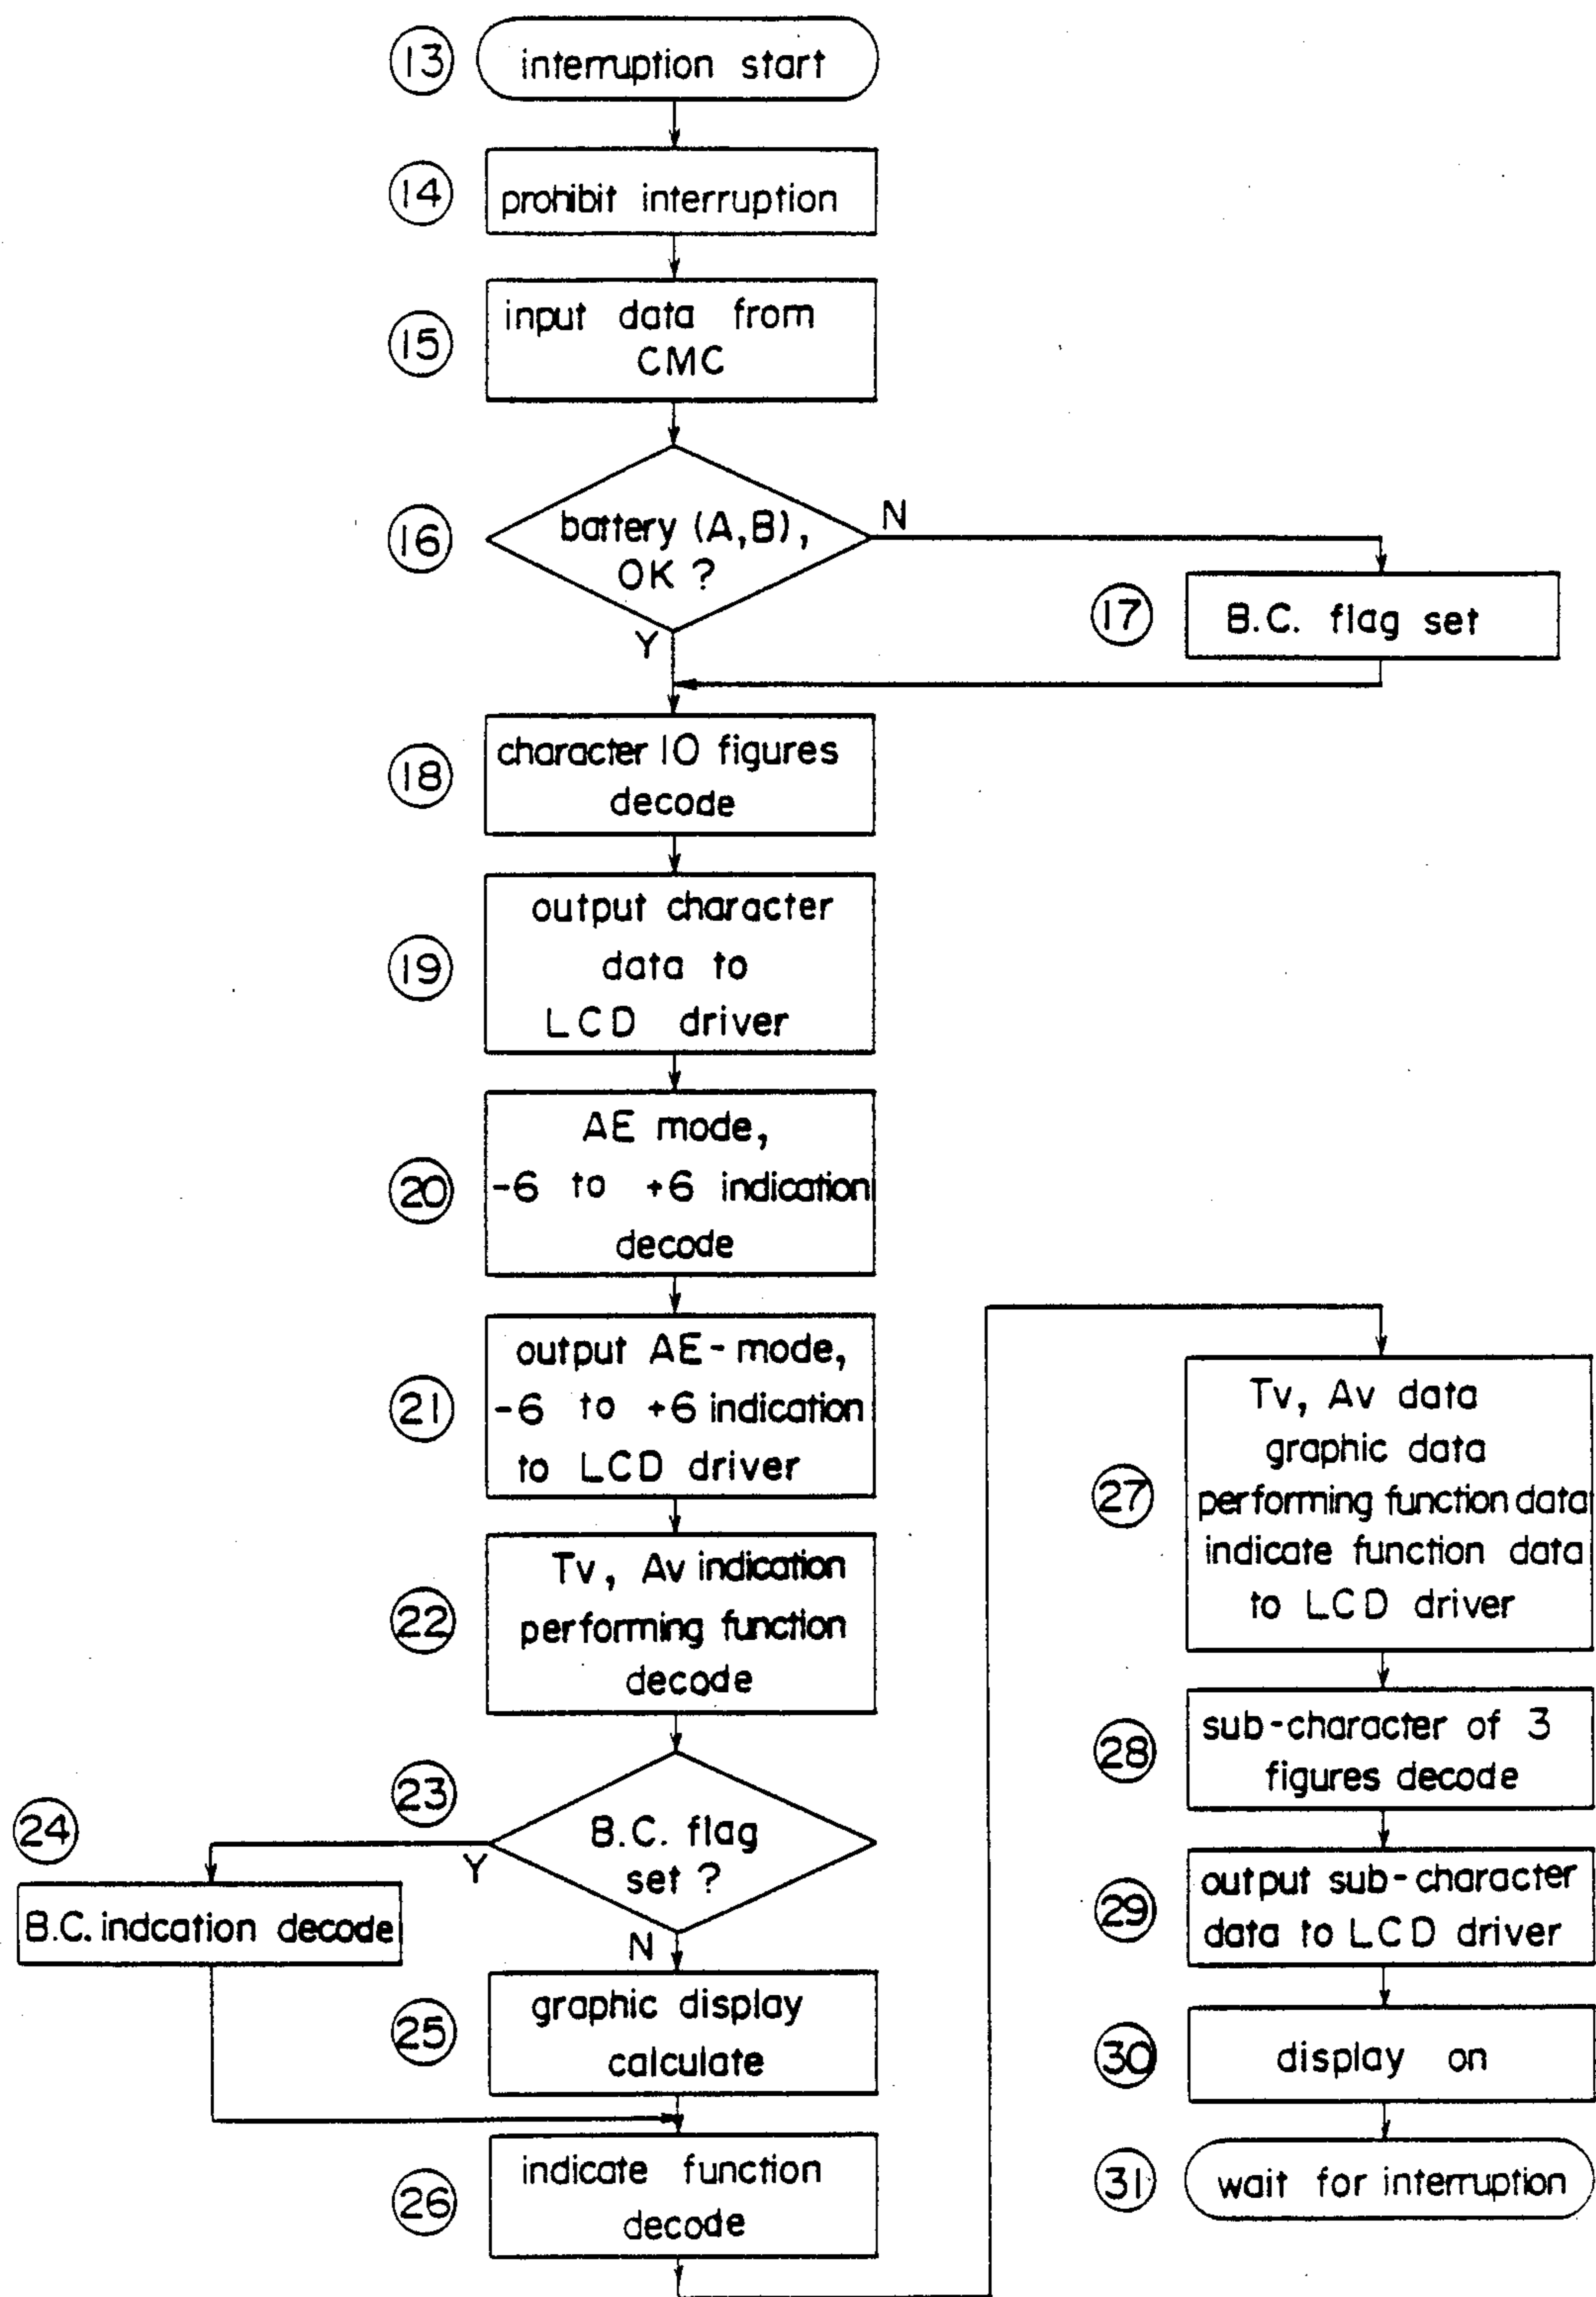 13
interruption start
14
prohibit interruption
15
input data from
CMC
16
battery (A,B),
OK ?
N
Y
17
B.C. flag set
18
character 10 figures
decode
19
output character
data to
LCD driver
20
AE mode,
-6 to +6 indication
decode
21
output AE-mode,
-6 to +6 indication
to LCD driver
22
Tv, Av indication
performing function
decode
23
B.C. flag
set ?
Y
N
24
B.C. indcation decode
25
graphic display
calculate
26
indicate function
decode
27
Tv, Av data
graphic data
performing function data
indicate function data
to LCD driver
28
sub-character of 3
figures decode
29
output sub-character
data to LCD driver
30
display on
31
wait for interruption